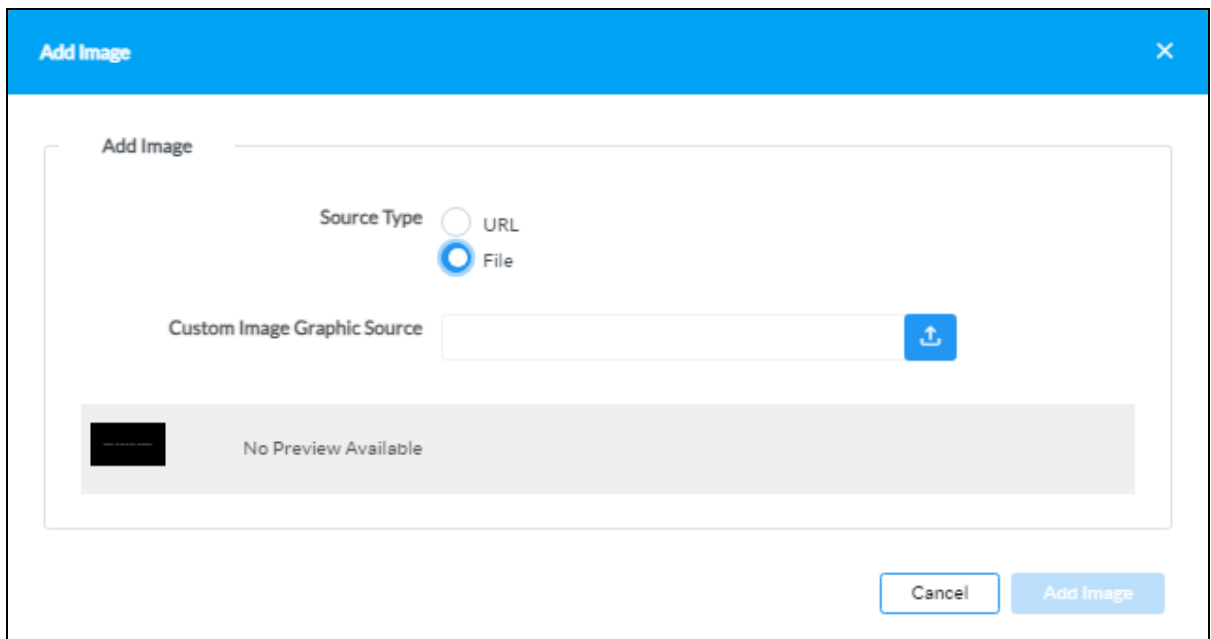 Add Image
Add Image
Source Type
URL
File
Custom Image Graphic Source
No Preview Available
Cancel
Add Image